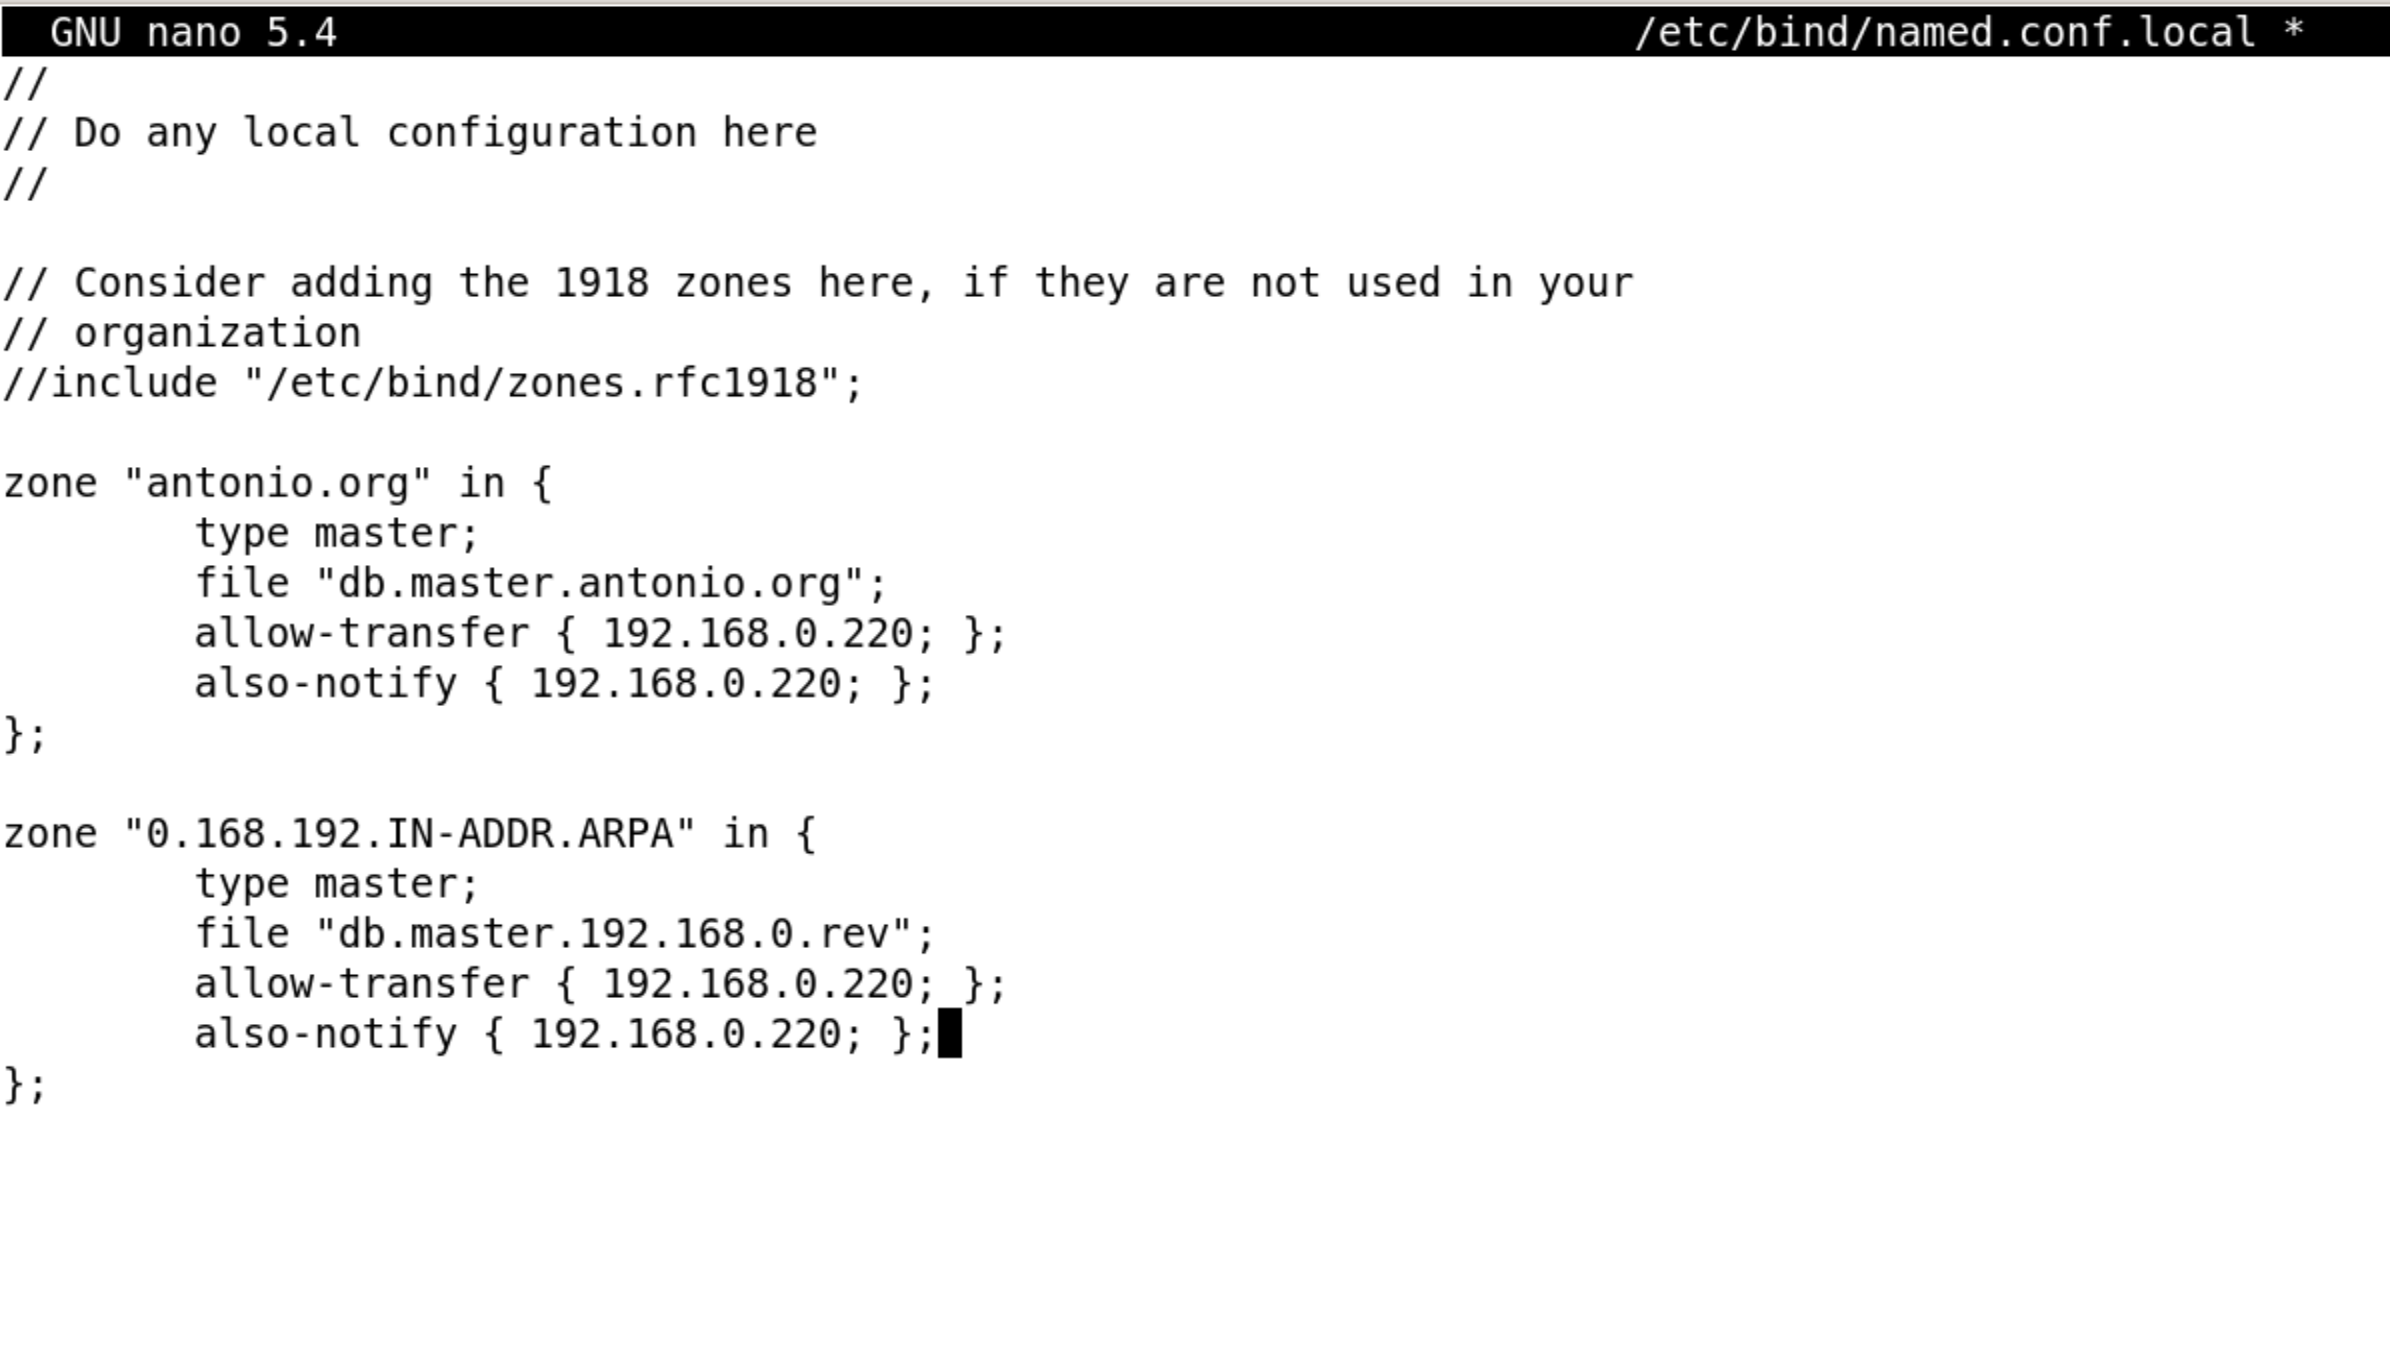 GNU nano 5.4 /etc/bind/named.conf.local *
//
// Do any local configuration here
//
// Consider adding the 1918 zones here, if they are not used in your
// organization
//include "/etc/bind/zones.rfc1918";
zone "antonio.org" in {
type master;
file "db.master.antonio.org";
allow-transfer { 192.168.0.220; };
also-notify { 192.168.0.220; };
};
zone "0.168.192.IN-ADDR.ARPA" in {
type master;
file "db.master.192.168.0.rev";
allow-transfer { 192.168.0.220; };
also-notify { 192.168.0.220; };
};